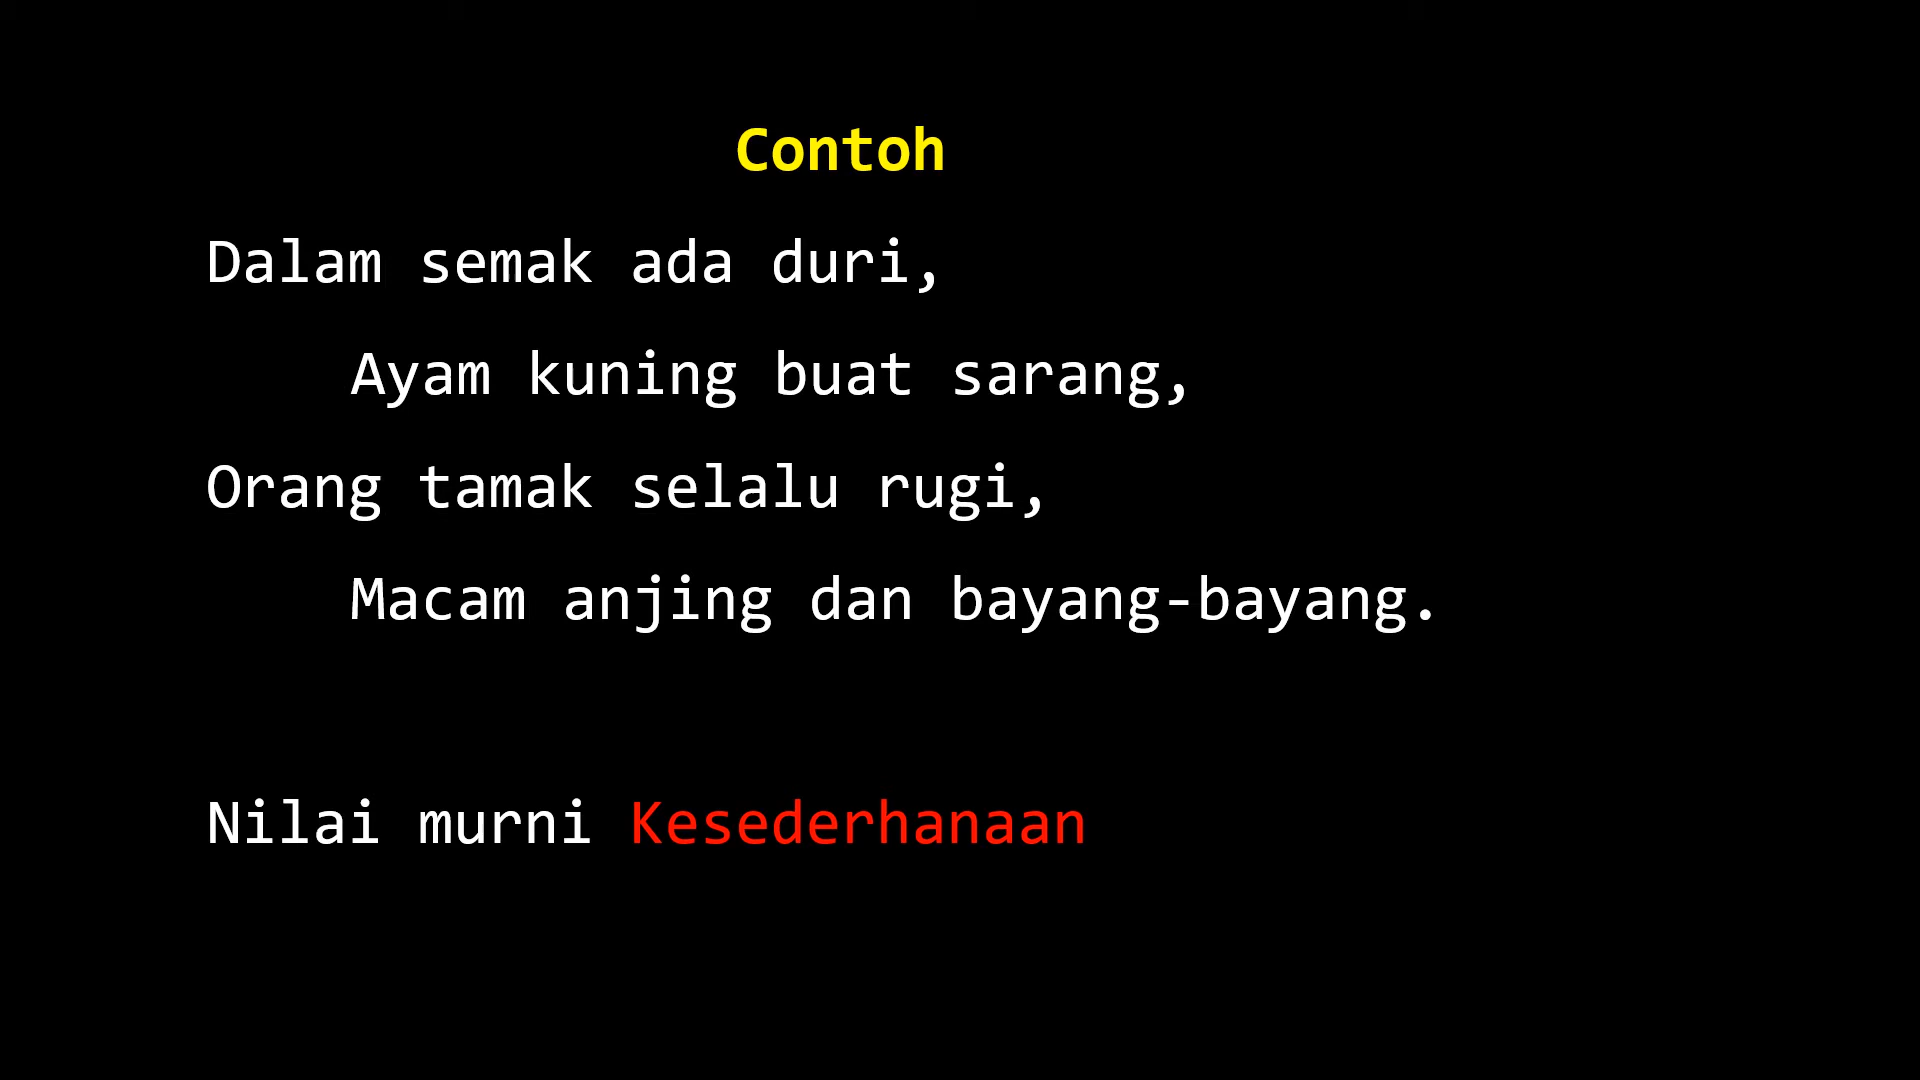 Contoh
Dalam semak ada duri,
Ayam kuning buat sarang,
Orang tamak selalu rugi,
Macam anjing dan bayang-bayang.
Nilai murni Kesederhanaan